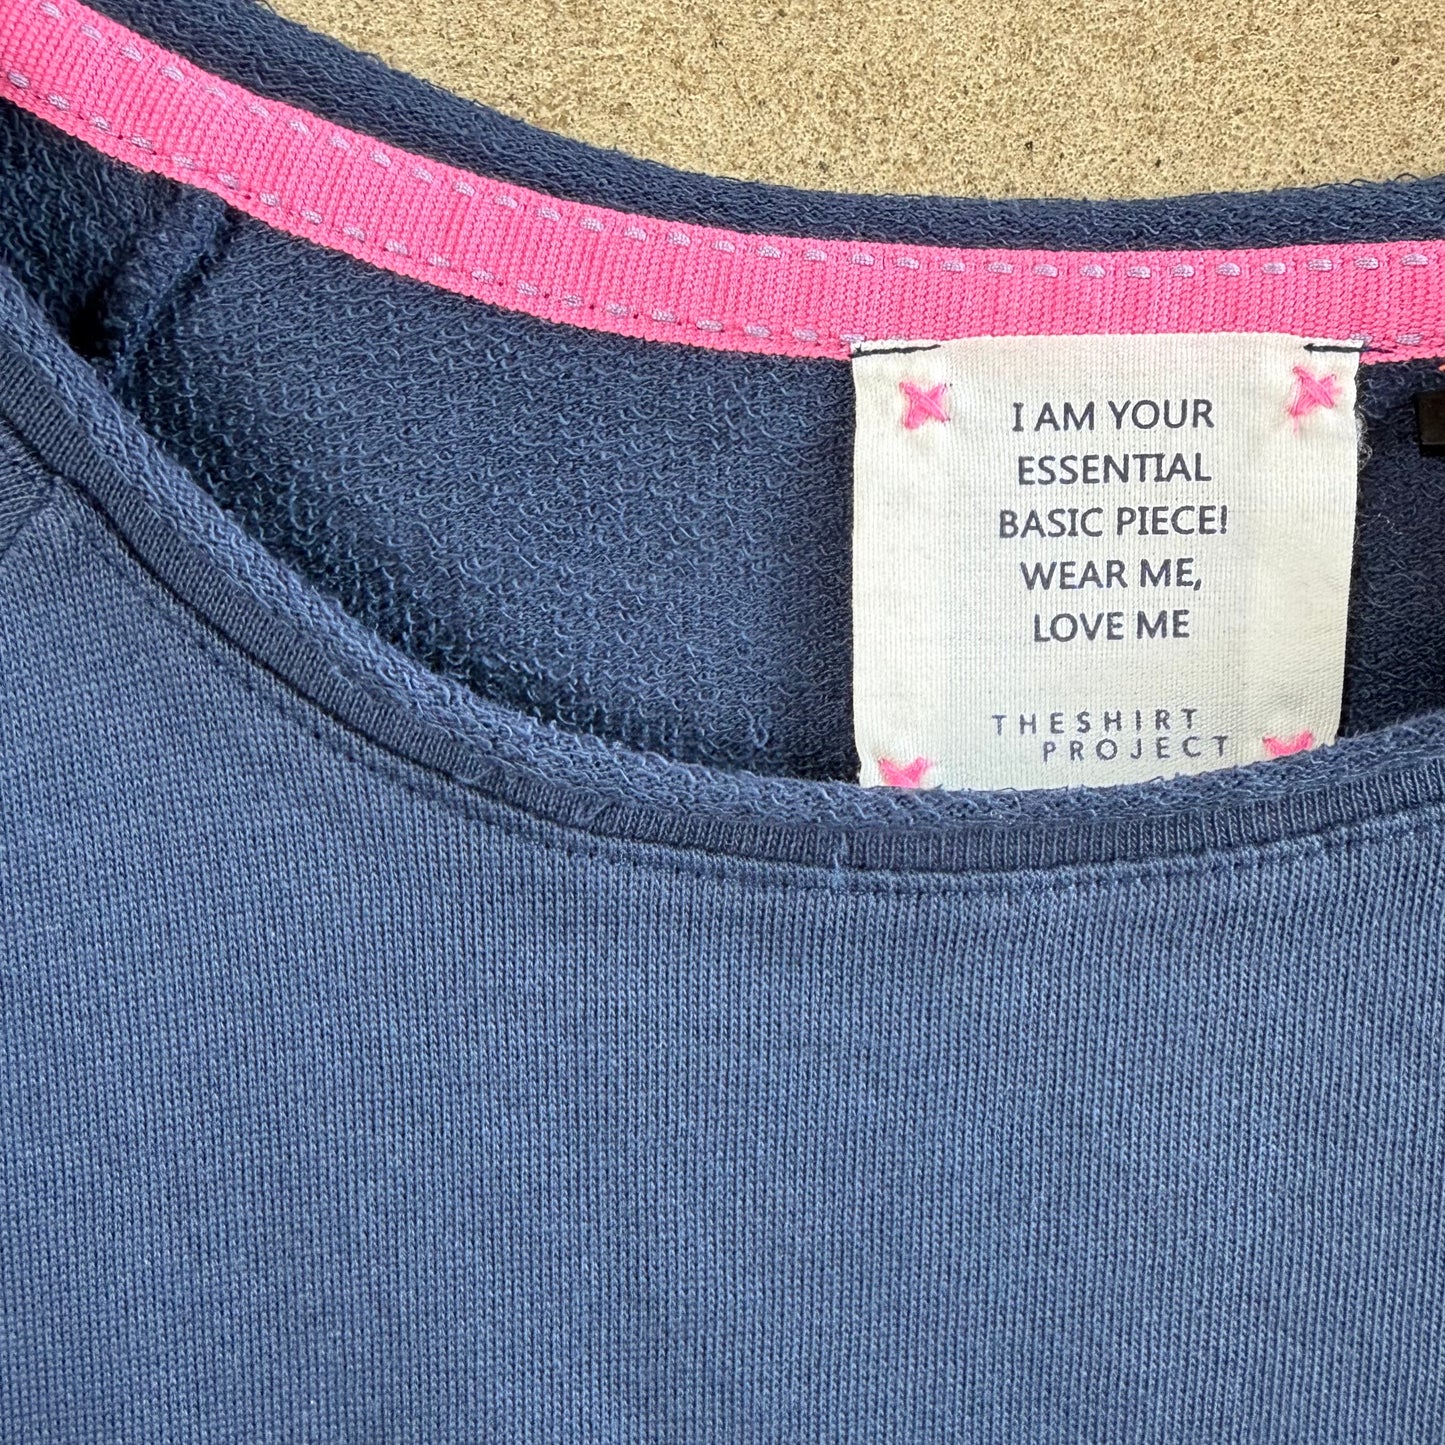 I AM YOUR
ESSENTIAL
BASIC PIECE!
WEAR ME,
LOVE ME
THESHIRT
PROJECT